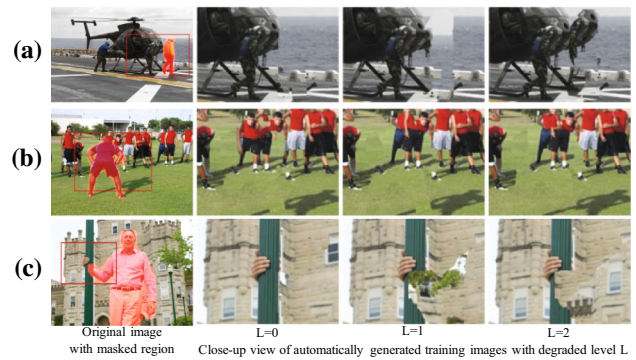 (a)
(b)
(c)
Original image
with masked region
L=0
L=1
L=2
Close-up view of automatically generated training images with degraded level L